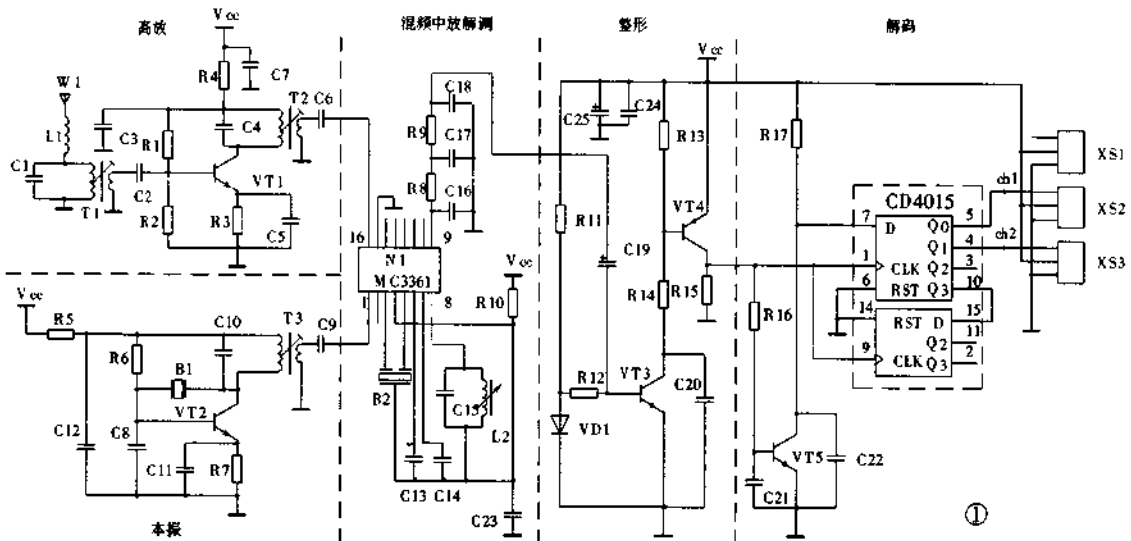 高放
混频中放解调
整形
解码
Vcc
Vcc
R4
C7
W1
T2
C6
C18
C25
C24
R13
R17
L1
C3
R1
C4
R9
C17
XS1
C1
C2
VT1
R8
C16
R11
VT4
ch1
CD4015
XS2
T1
R2
R3
C5
16
9
C19
7
D
Q0
5
ch2
Q1
4
XS3
N1
MC3361
Vcc
1
CLK
Q2
3
Vcc
1
8
R10
R14
R15
6
RST
Q3
10
R5
C10
T3
C9
R16
14
RST
D
15
R6
Q2
11
B1
9
CLK
Q3
2
B2
C15
R12
VT3
C20
VT2
L2
C12
C8
VD1
C11
R7
VT5
C22
C13
C14
C21
C23
①
本振